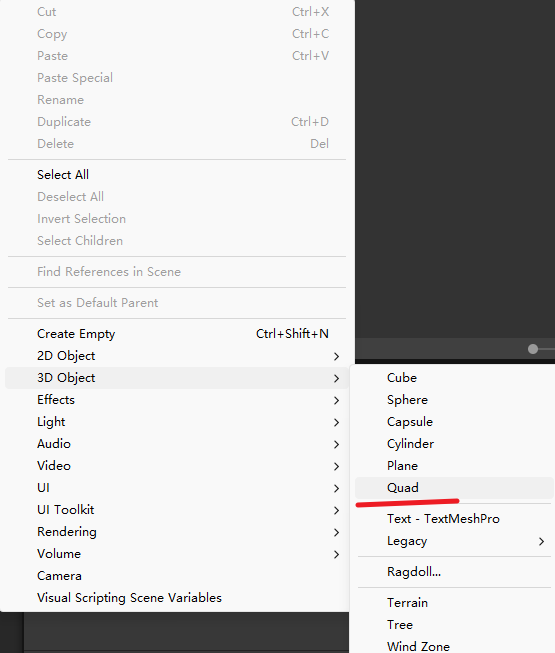 Cut Ctrl+X
Copy Ctrl+C
Paste Ctrl+V
Paste Special
Rename
Duplicate Ctrl+D
Delete Del
Select All
Deselect All
Invert Selection
Select Children
Find References in Scene
Set as Default Parent
Create Empty Ctrl+Shift+N
2D Object
3D Object
Effects
Light
Audio
Video
UI
UI Toolkit
Rendering
Volume
Camera
Visual Scripting Scene Variables
Cube
Sphere
Capsule
Cylinder
Plane
Quad
Text - TextMeshPro
Legacy
Ragdoll...
Terrain
Tree
Wind Zone